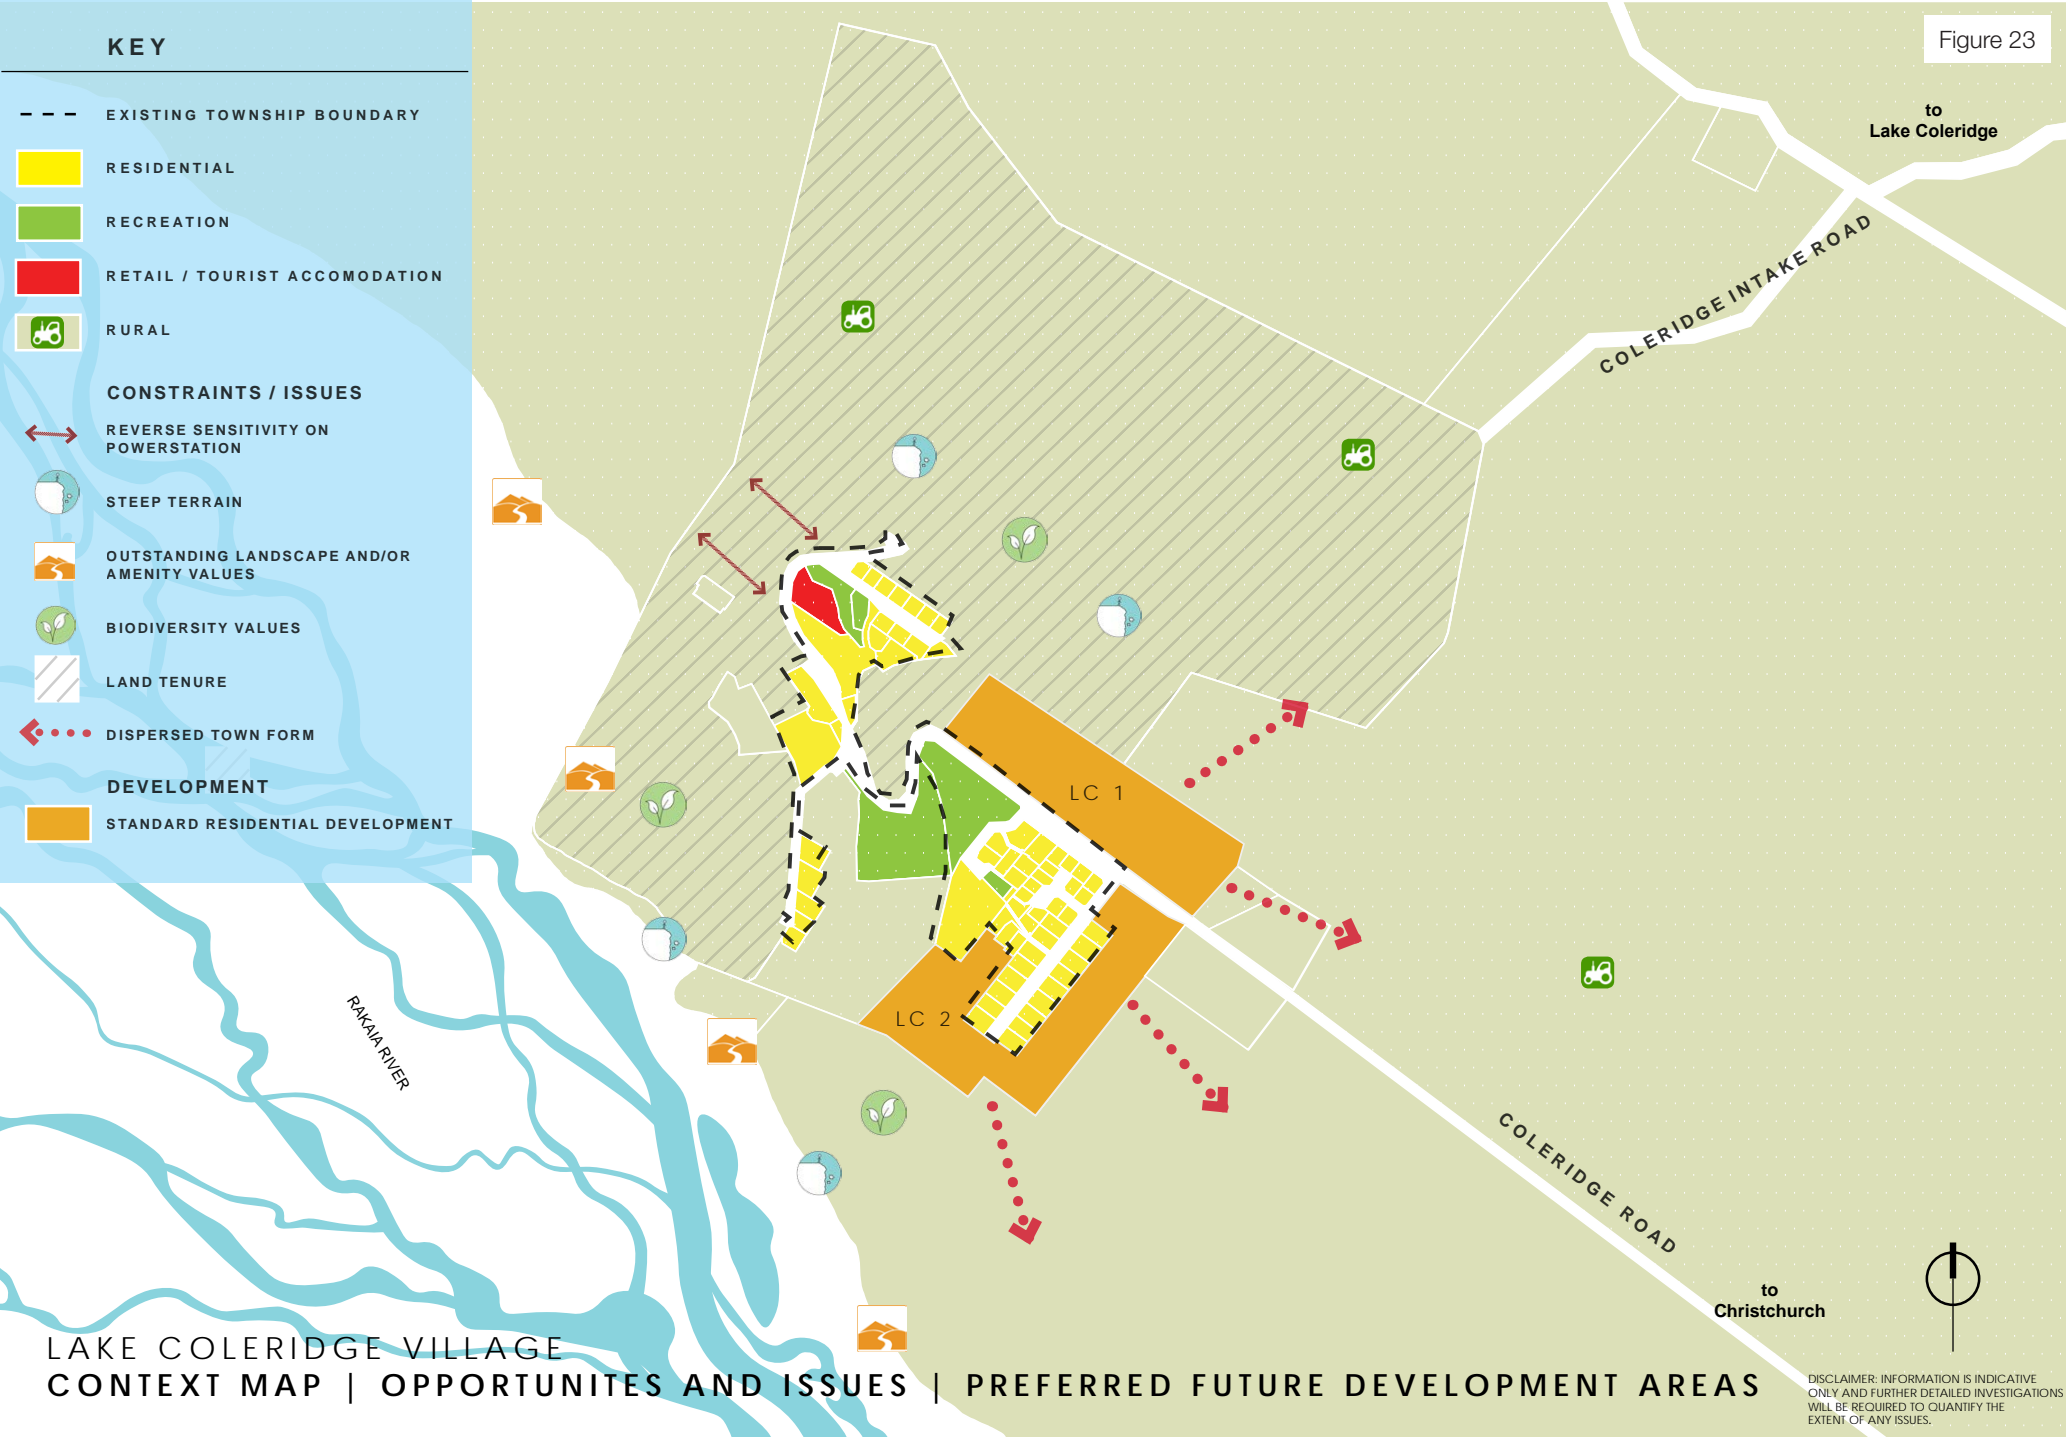 KEY
EXISTING TOWNSHIP BOUNDARY
RESIDENTIAL
RECREATION
RETAIL / TOURIST ACCOMODATION
RURAL
CONSTRAINTS / ISSUES
REVERSE SENSITIVITY ON
POWERSTATION
STEEP TERRAIN
OUTSTANDING LANDSCAPE AND/OR
AMENITY VALUES
BIODIVERSITY VALUES
LAND TENURE
DISPERSED TOWN FORM
DEVELOPMENT
STANDARD RESIDENTIAL DEVELOPMENT
Figure 23
to
Lake Coleridge
COLERIDGE INTAKE ROAD
LC 1
LC 2
RAKAIA RIVER
COLERIDGE ROAD
to
Christchurch
LAKE COLERIDGE VILLAGE
CONTEXT MAP | OPPORTUNITES AND ISSUES | PREFERRED FUTURE DEVELOPMENT AREAS
DISCLAIMER: INFORMATION IS INDICATIVE
ONLY AND FURTHER DETAILED INVESTIGATIONS
WILL BE REQUIRED TO QUANTIFY THE
EXTENT OF ANY ISSUES.